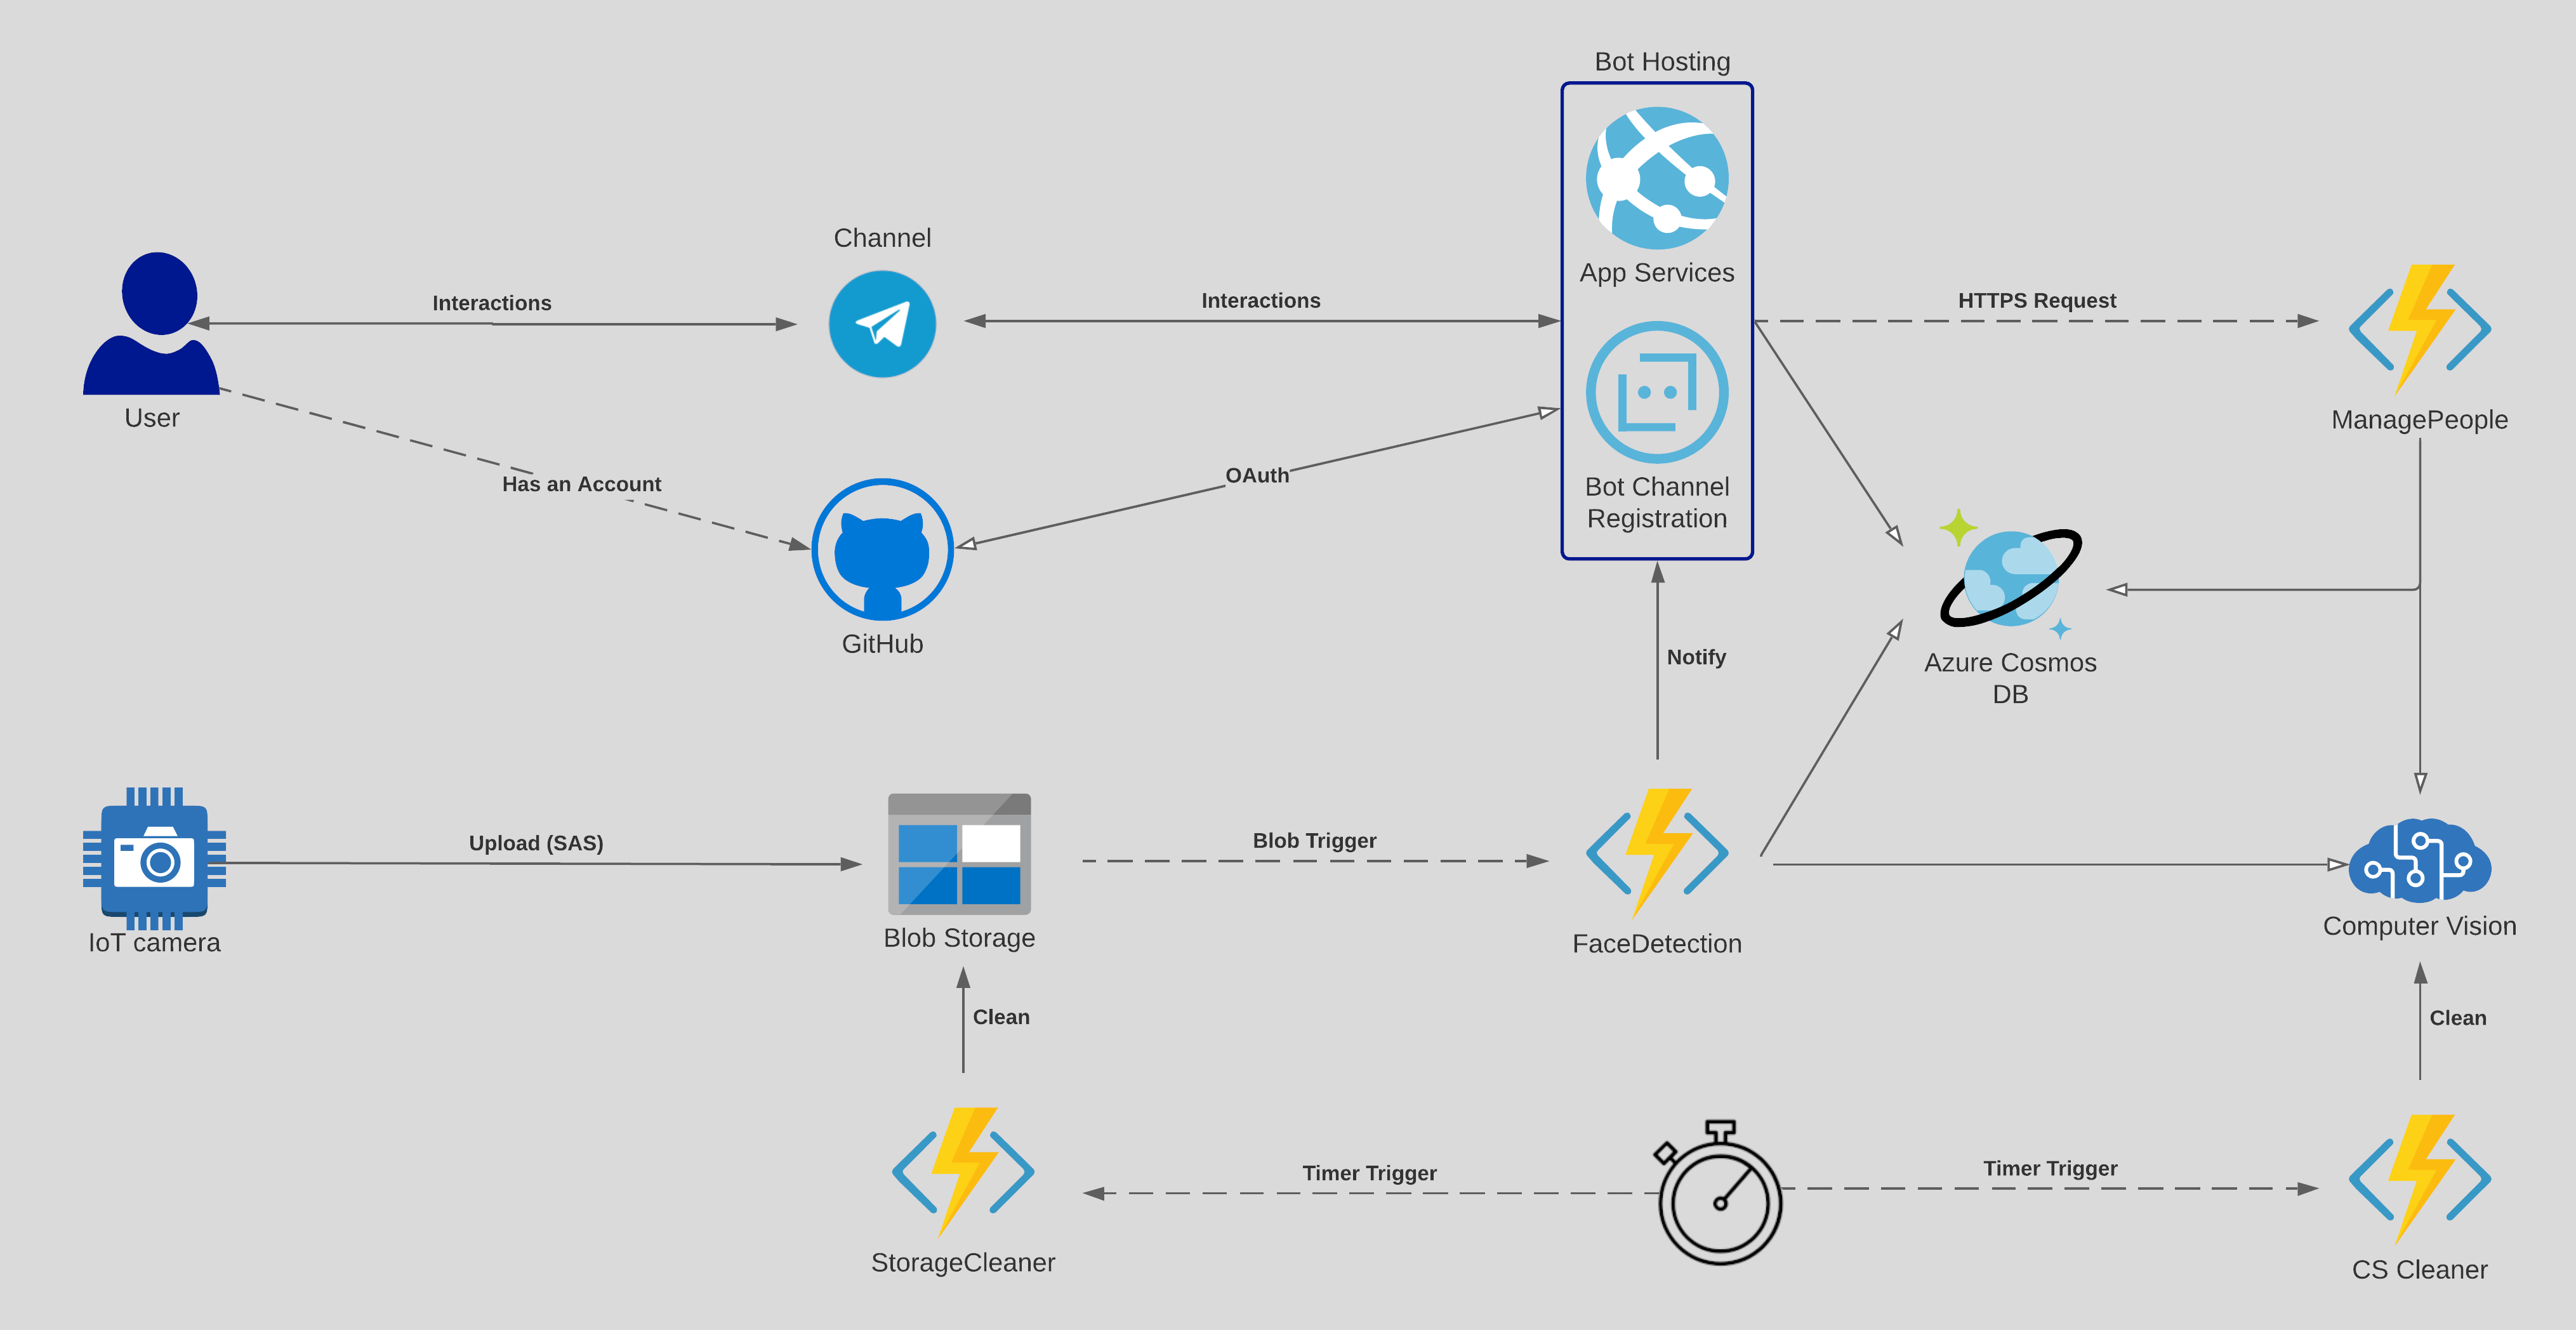 Bot Hosting
App Services
Channel
Interactions
Interactions
HTTPS Request
User
ManagePeople
Has an Account
OAuth
Bot Channel
Registration
GitHub
Notify
Azure Cosmos
DB
Upload (SAS)
Blob Trigger
IoT camera
Blob Storage
FaceDetection
Computer Vision
Clean
Clean
Timer Trigger
Timer Trigger
StorageCleaner
CS Cleaner